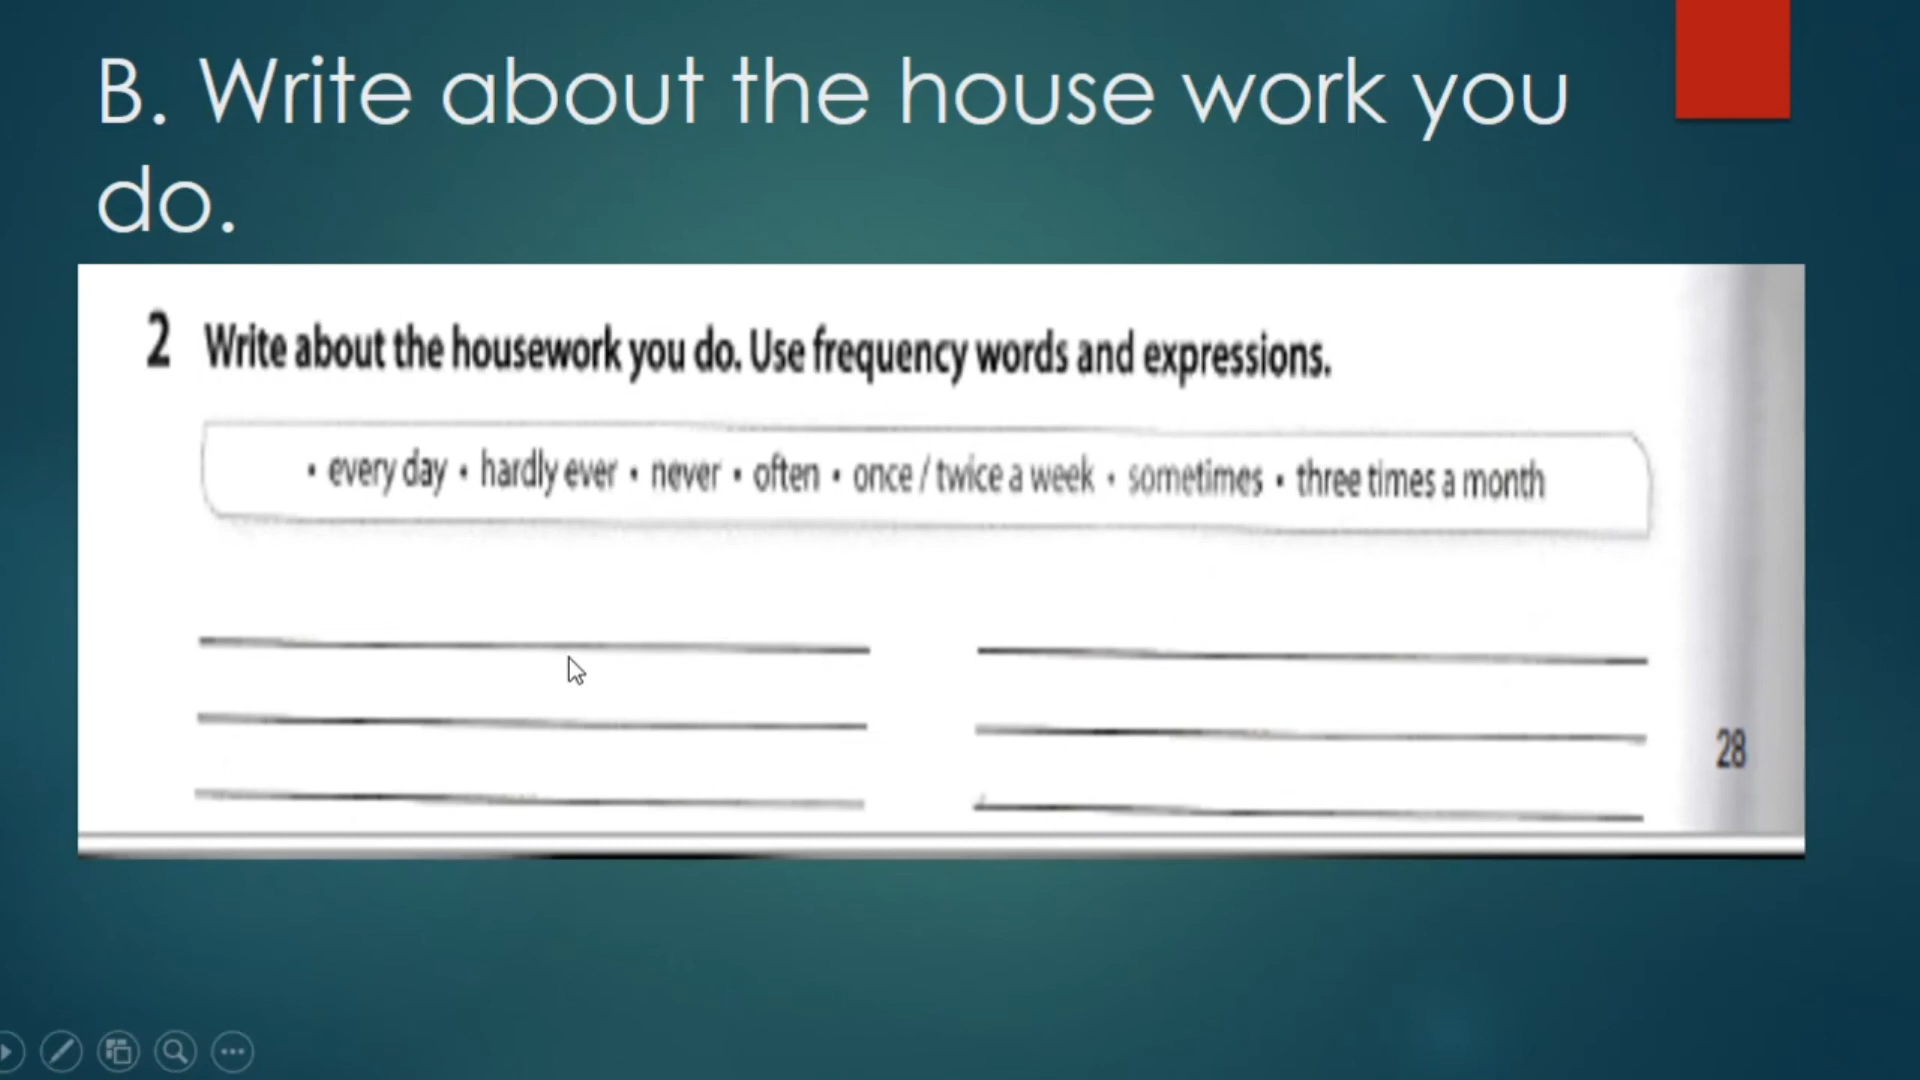 B. Write about the house work you
do.
2 Write about the housework you do. Use frequency words and expressions.
• every day • hardly ever • never • often • once / twice a week • sometimes • three times a month
28